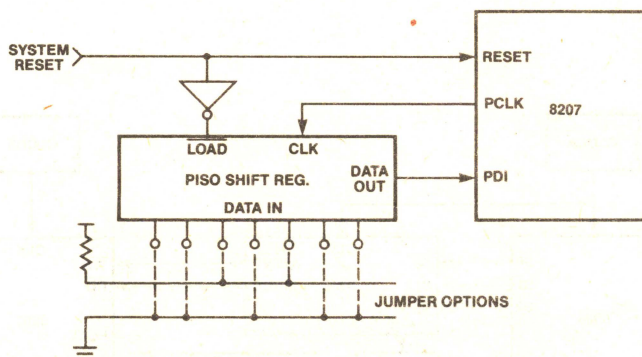 SYSTEM
RESET
RESET
PCLK
8207
LOAD
CLK
PISO SHIFT REG.
DATA
OUT
PDI
DATA IN
JUMPER OPTIONS